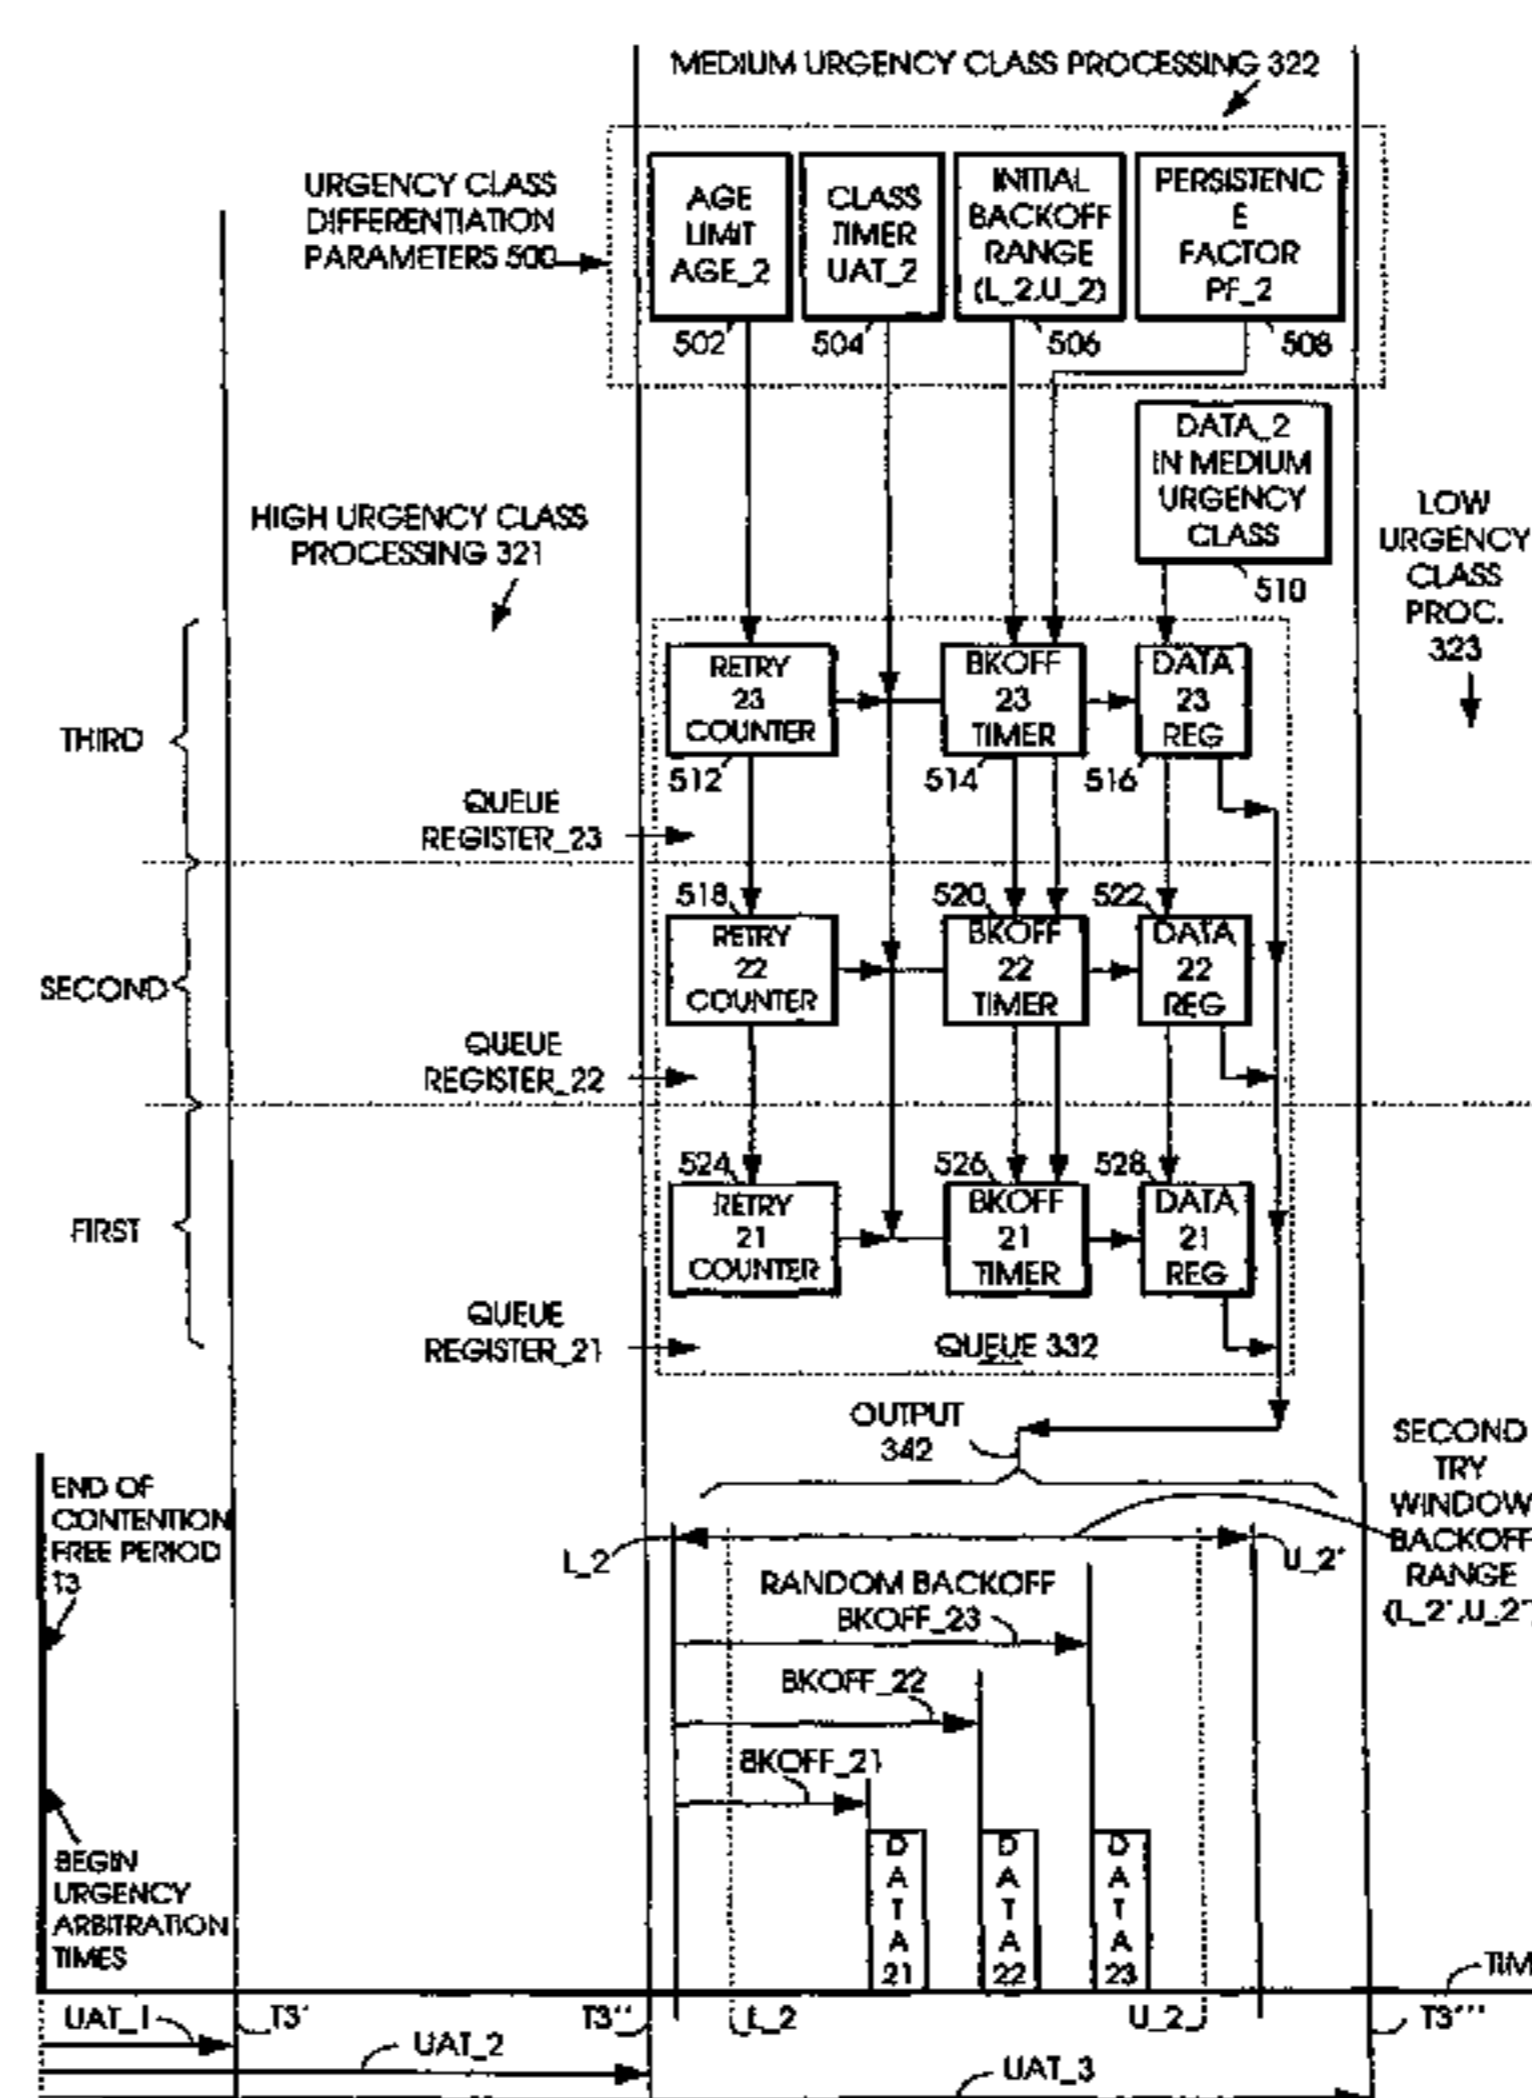 MEDIUM URGENCY CLASS PROCESSING 322
URGENCY CLASS
DIFFERENTIATION
PARAMETERS 500
AGE
LIMIT
AGE_2
CLASS
TIMER
UAT_2
INITIAL
BACKOFF
RANGE
(L_2,U_2)
PERSISTENC
E
FACTOR
PF_2
502
504
506
508
DATA_2
IN MEDIUM
URGENCY
CLASS
510
HIGH URGENCY CLASS
PROCESSING 321
LOW
URGENCY
CLASS
PROC.
323
THIRD
RETRY
23
COUNTER
BKOFF
23
TIMER
DATA
23
REG
512
514
516
QUEUE
REGISTER_23
518
520
522
SECOND
RETRY
22
COUNTER
BKOFF
22
TIMER
DATA
22
REG
QUEUE
REGISTER_22
524
526
528
FIRST
RETRY
21
COUNTER
BKOFF
21
TIMER
DATA
21
REG
QUEUE
REGISTER_21
QUEUE 332
OUTPUT
342
SECOND
TRY
WINDOW
BACKOFF
RANGE
(L_2',U_2'
END OF
CONTENTION
FREE PERIOD
T3
L_2'
U_2'
RANDOM BACKOFF
BKOFF_23
BKOFF_22
BKOFF_21
BEGIN
URGENCY
ARBITRATION
TIMES
DATA
21
DATA
22
DATA
23
TIM
UAT_1
T3'
T3''
L_2
U_2
T3'''
UAT_2
UAT_3